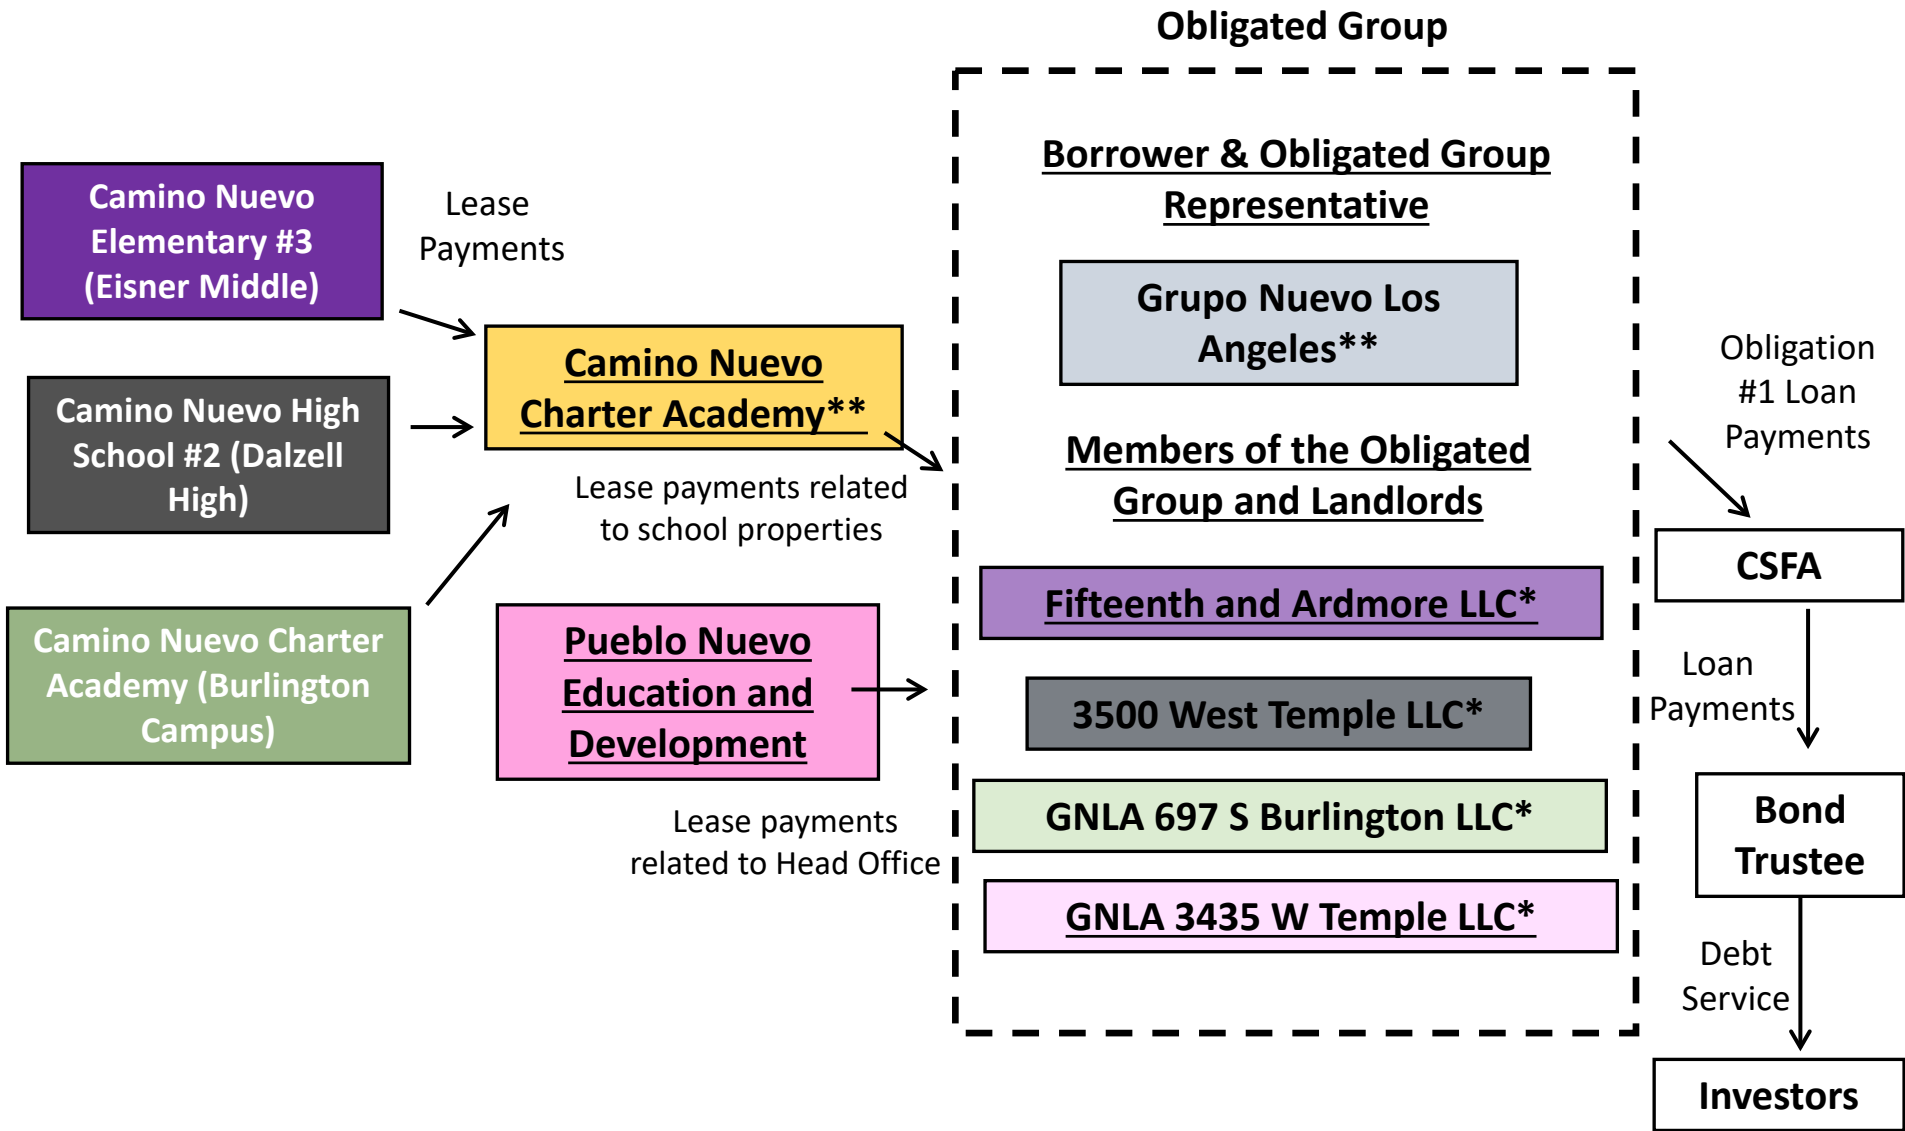 Obligated Group
Camino Nuevo
Elementary #3
(Eisner Middle)
Lease
Payments
Camino Nuevo High
School #2 (Dalzell
High)
Camino Nuevo Charter
Academy (Burlington
Campus)
Camino Nuevo
Charter Academy**
Lease payments related
to school properties
Pueblo Nuevo
Education and
Development
Lease payments
related to Head Office
Borrower & Obligated Group
Representative
Grupo Nuevo Los
Angeles**
Members of the Obligated
Group and Landlords
Fifteenth and Ardmore LLC*
3500 West Temple LLC*
GNLA 697 S Burlington LLC*
GNLA 3435 W Temple LLC*
Obligation
#1 Loan
Payments
CSFA
Loan
Payments
Bond
Trustee
Debt
Service
Investors